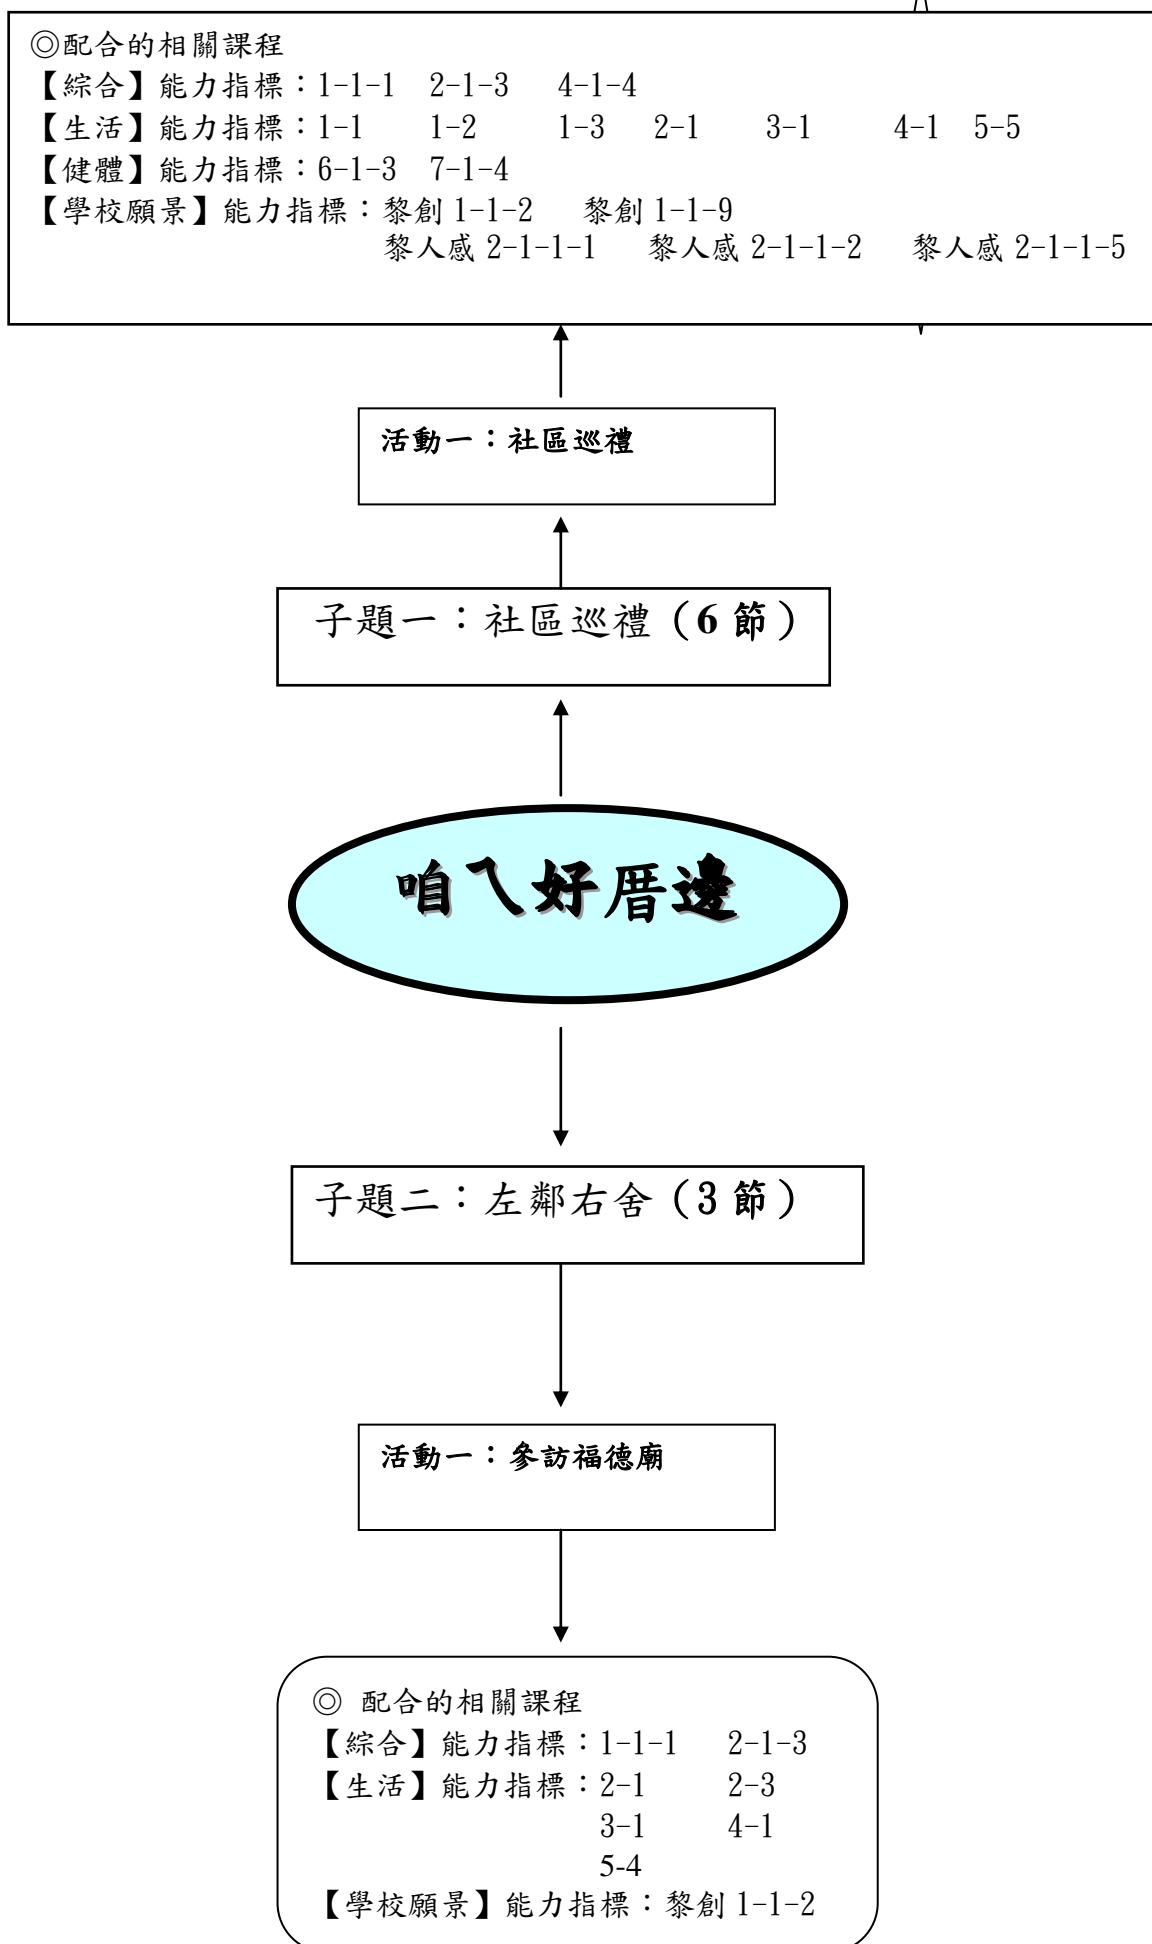 ◎配合的相關課程
【綜合】能力指標：1-1-1 2-1-3 4-1-4
【生活】能力指標：1-1 1-2 1-3 2-1 3-1 4-1 5-5
【健體】能力指標：6-1-3 7-1-4
【學校願景】能力指標：黎創 1-1-2 黎創 1-1-9
黎人感 2-1-1-1 黎人感 2-1-1-2 黎人感 2-1-1-5
活動一：社區巡禮
子題一：社區巡禮（6 節）
咱ㄟ好厝邊
子題二：左鄰右舍（3 節）
活動一：參訪福德廟
◎ 配合的相關課程
【綜合】能力指標：1-1-1 2-1-3
【生活】能力指標：2-1 2-3
3-1 4-1
5-4
【學校願景】能力指標：黎創 1-1-2